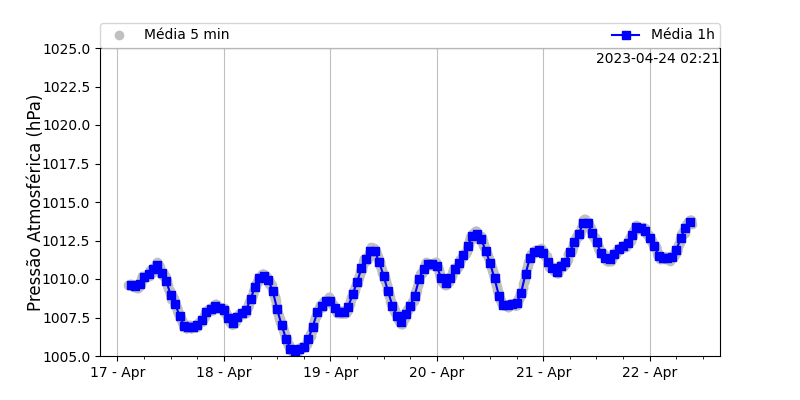 Média 5 min
Média 1h
2023-04-24 02:21
Pressão Atmosférica (hPa)
1025.0
1022.5
1020.0
1017.5
1015.0
1012.5
1010.0
1007.5
1005.0
17 - Apr
18 - Apr
19 - Apr
20 - Apr
21 - Apr
22 - Apr